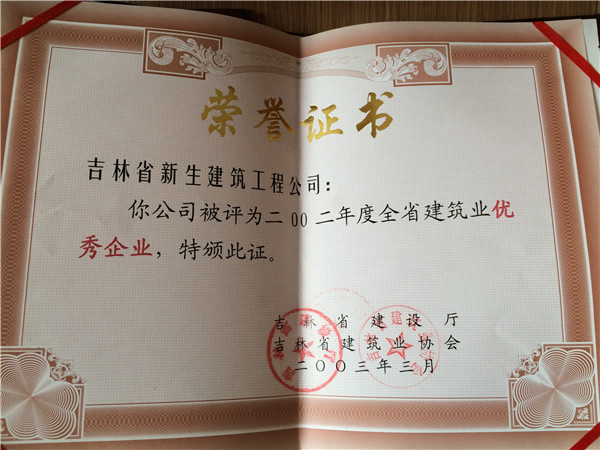 荣誉证书
吉林省新生建筑工程公司：
你公司被评为二00二年度全省建筑业优
秀企业，特颁此证。
吉林省建设厅
吉林省建筑业协会
二〇〇三年三月